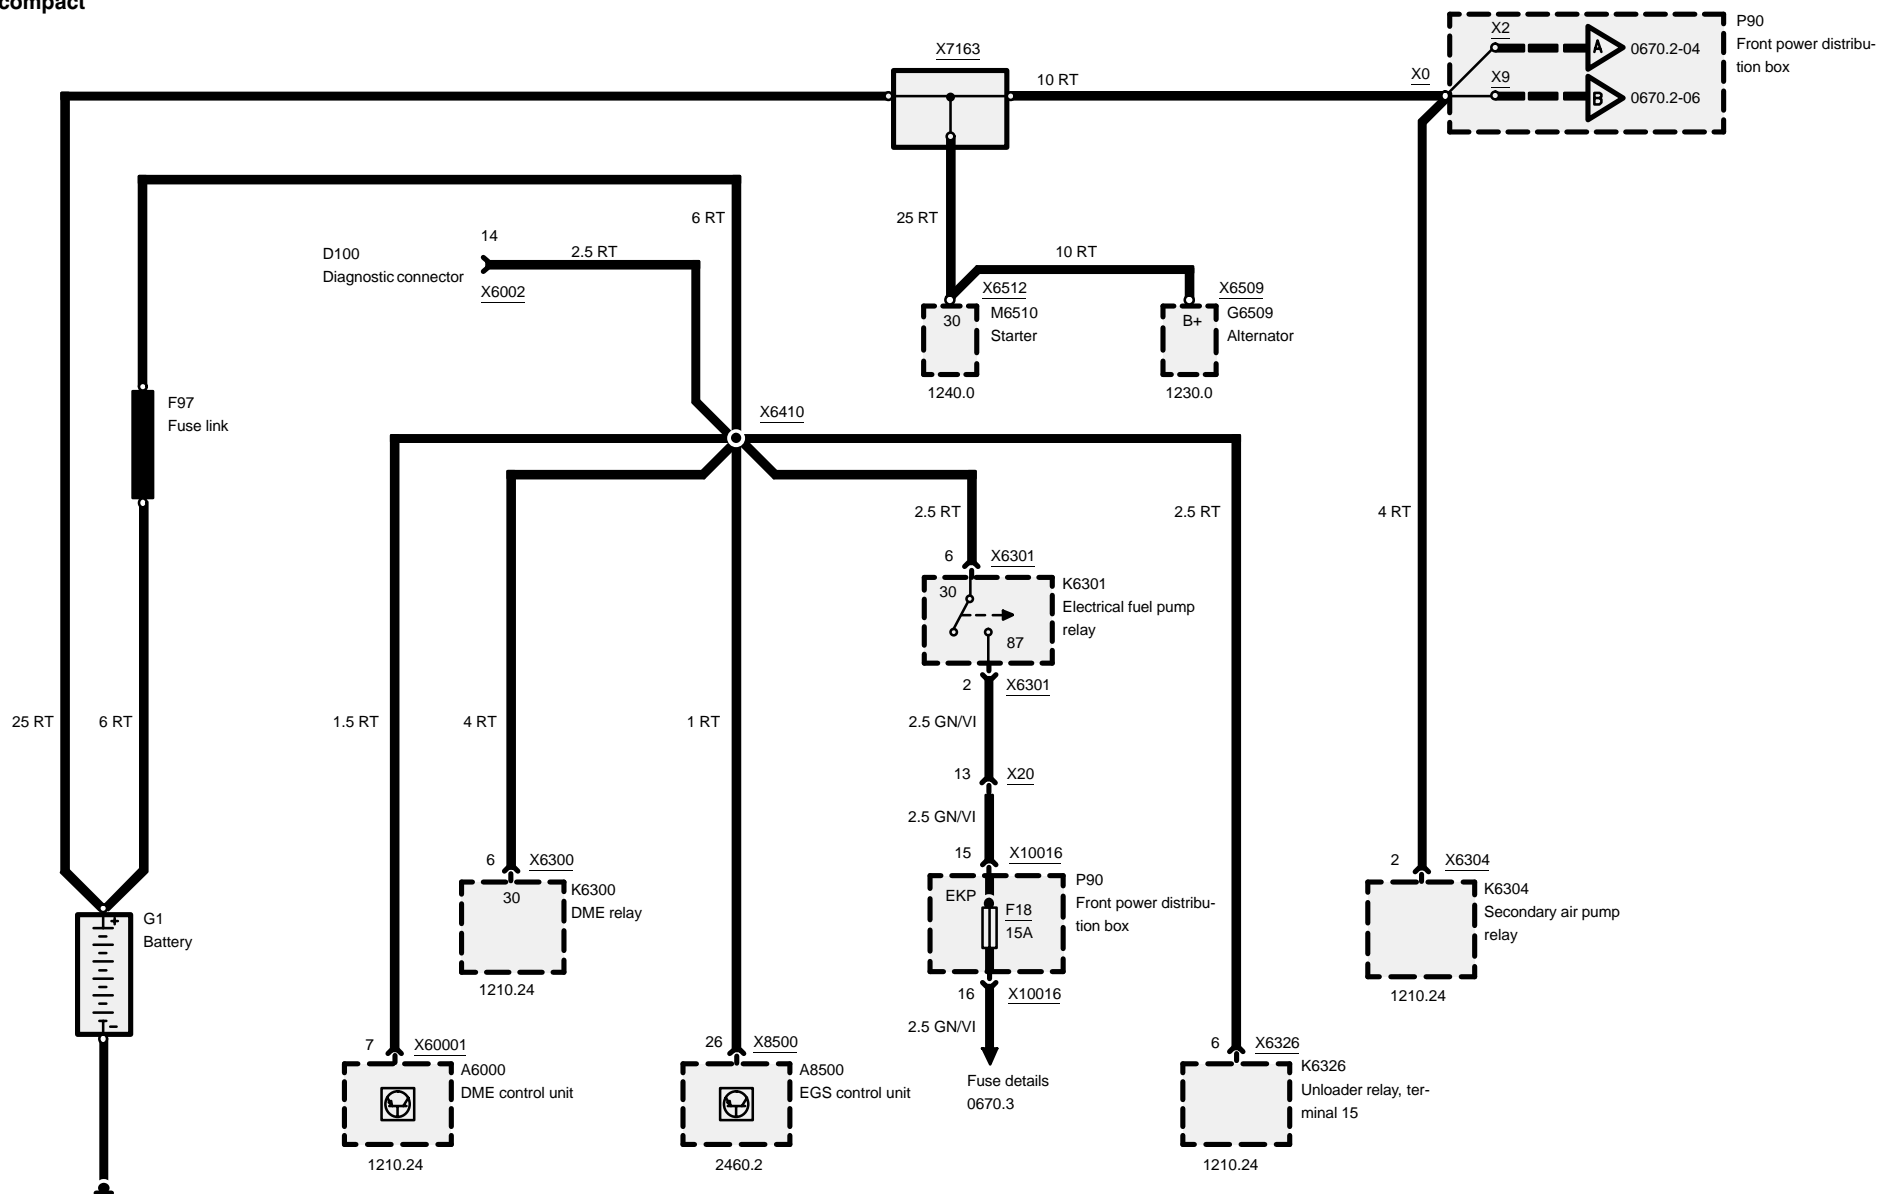 compact
X7163
10 RT
X0
X2
A
0670.2-04
X9
B
0670.2-06
P90
Front power distribu-
tion box
6 RT
25 RT
D100
Diagnostic connector
14
2.5 RT
X6002
10 RT
X6512
M6510
Starter
30
1240.0
X6509
G6509
Alternator
B+
1230.0
F97
Fuse link
X6410
2.5 RT
2.5 RT
4 RT
6
X6301
30
87
K6301
Electrical fuel pump
relay
2
X6301
25 RT
6 RT
1.5 RT
4 RT
1 RT
2.5 GN/VI
13
X20
2.5 GN/VI
15
X10016
EKP
F18
15A
P90
Front power distribu-
tion box
16
X10016
2.5 GN/VI
Fuse details
0670.3
6
X6300
30
K6300
DME relay
1210.24
2
X6304
K6304
Secondary air pump
relay
1210.24
G1
Battery
+
-
7
X60001
A6000
DME control unit
1210.24
26
X8500
A8500
EGS control unit
2460.2
6
X6326
K6326
Unloader relay, ter-
minal 15
1210.24